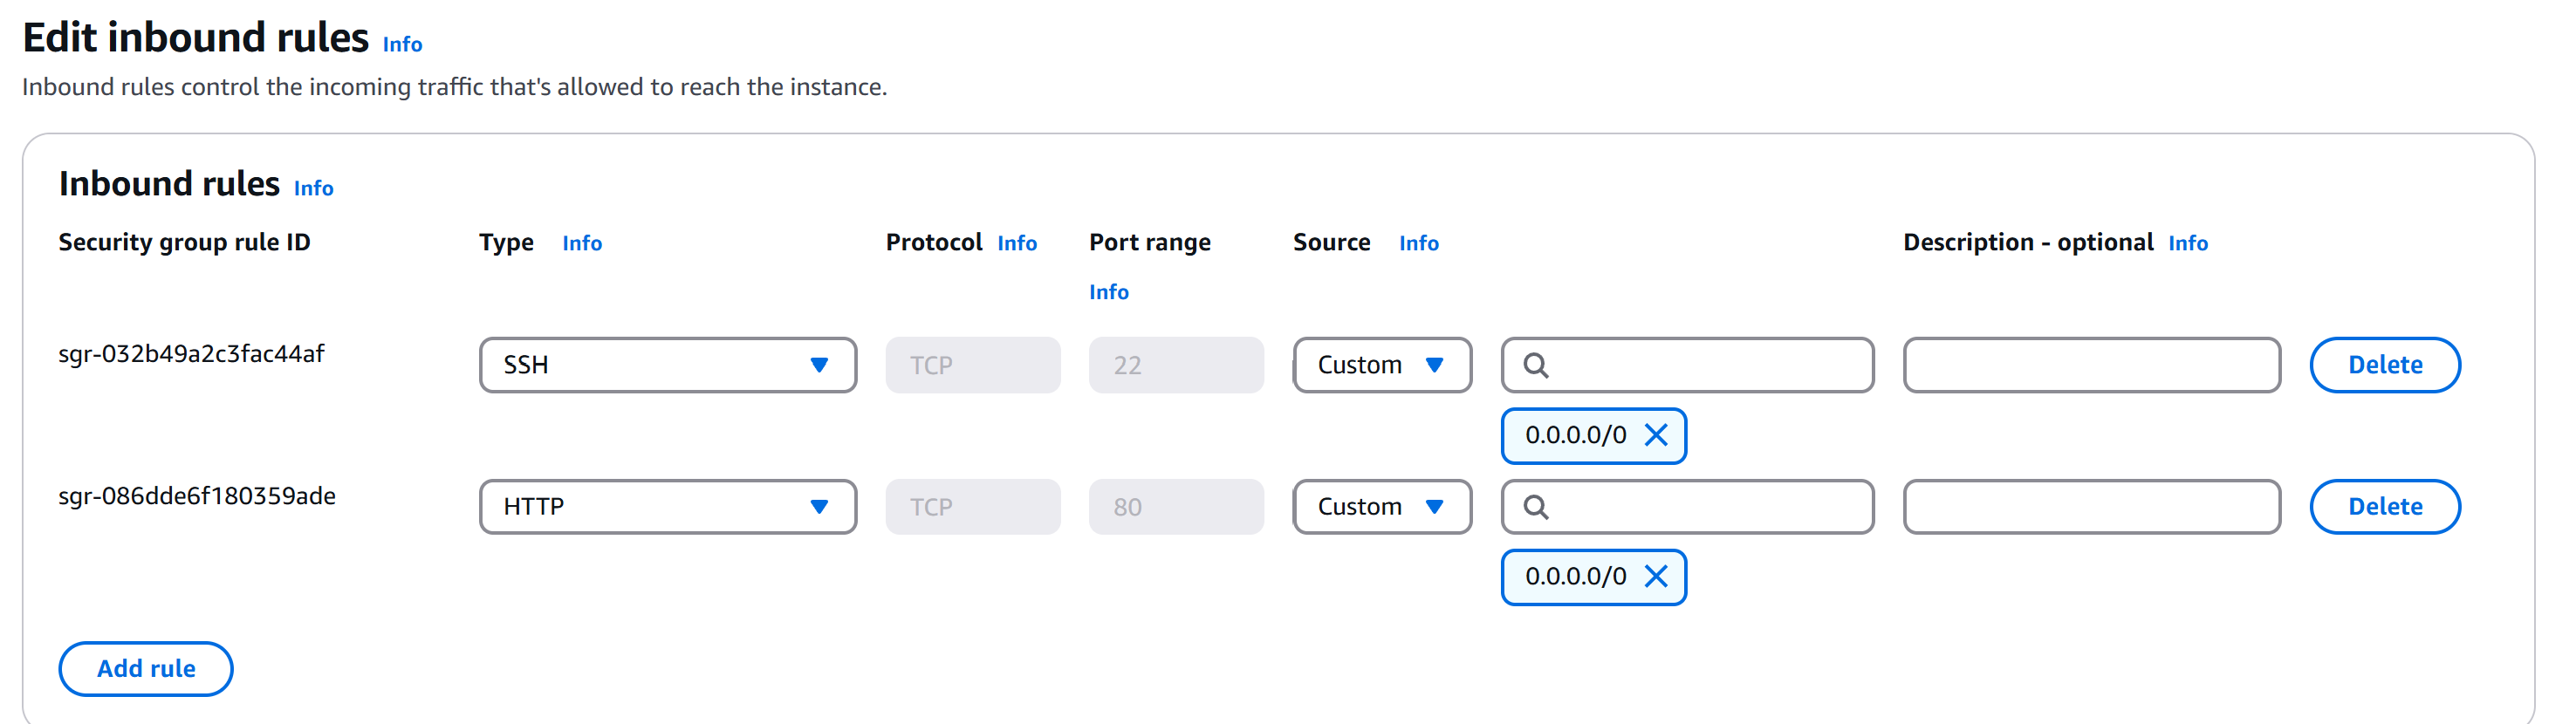 Edit inbound rules Info
Inbound rules control the incoming traffic that's allowed to reach the instance.
Inbound rules Info
Security group rule ID Type Info Protocol Info Port range Info Source Info Description - optional Info
sgr-032b49a2c3fac44af SSH TCP 22 Custom Delete
0.0.0.0/0
sgr-086dde6f180359ade HTTP TCP 80 Custom Delete
0.0.0.0/0
Add rule